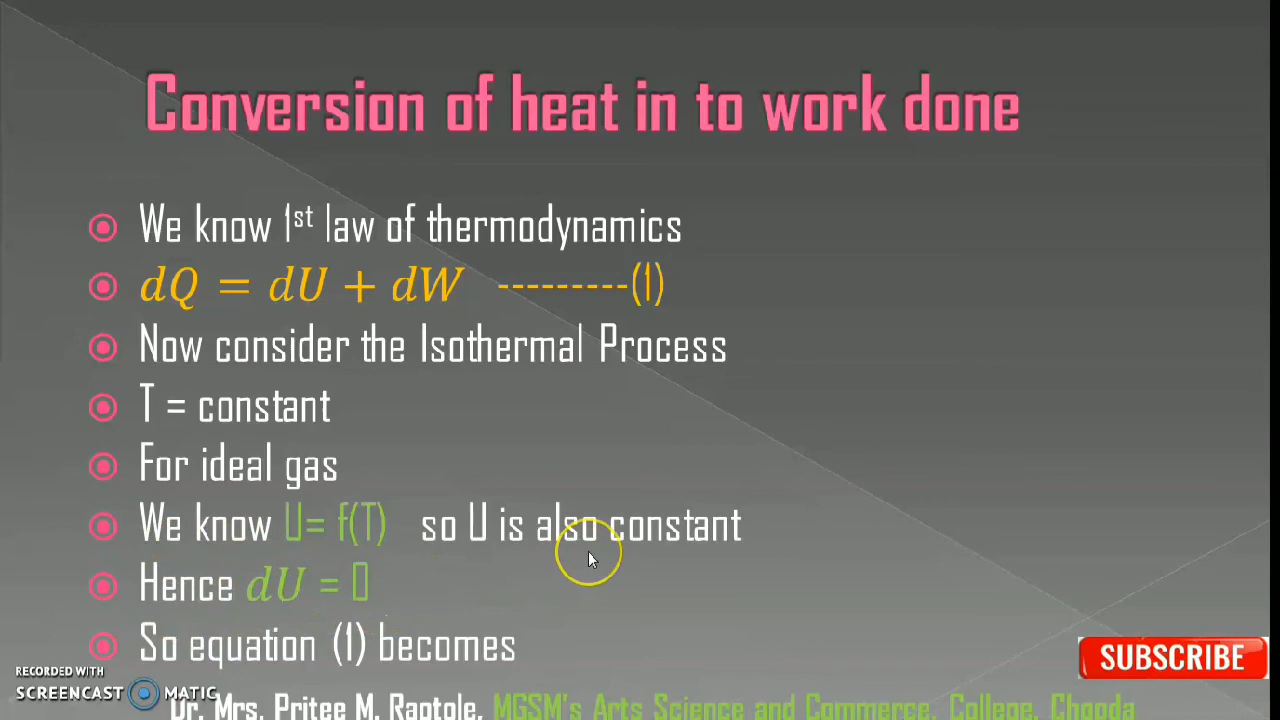 Conversion of heat in to work done
We know 1st law of thermodynamics
dQ = dU + dW ---------(1)
Now consider the Isothermal Process
T = constant
For ideal gas
We know U= f(T) so U is also constant
Hence dU = 0
So equation (1) becomes
SUBSCRIBE
RECORDED WITH
SCREENCAST MATIC
Dr. Mrs. Pritee M. Raotole, MGSM's Arts Science and Commerce, College, Chopda